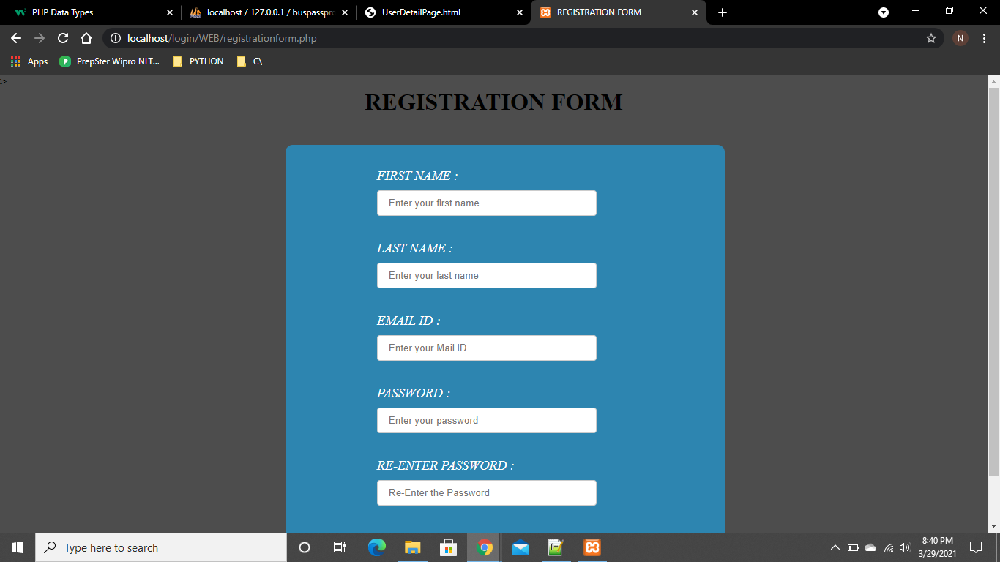 PHP Data Types
localhost / 127.0.0.1 / buspasspro
UserDetailPage.html
REGISTRATION FORM
localhost/login/WEB/registrationform.php
N
Apps
PrepSter Wipro NLT...
PYTHON
C\
>
REGISTRATION FORM
FIRST NAME :
Enter your first name
LAST NAME :
Enter your last name
EMAIL ID :
Enter your Mail ID
PASSWORD :
Enter your password
RE-ENTER PASSWORD :
Re-Enter the Password
Type here to search
8:40 PM
3/29/2021